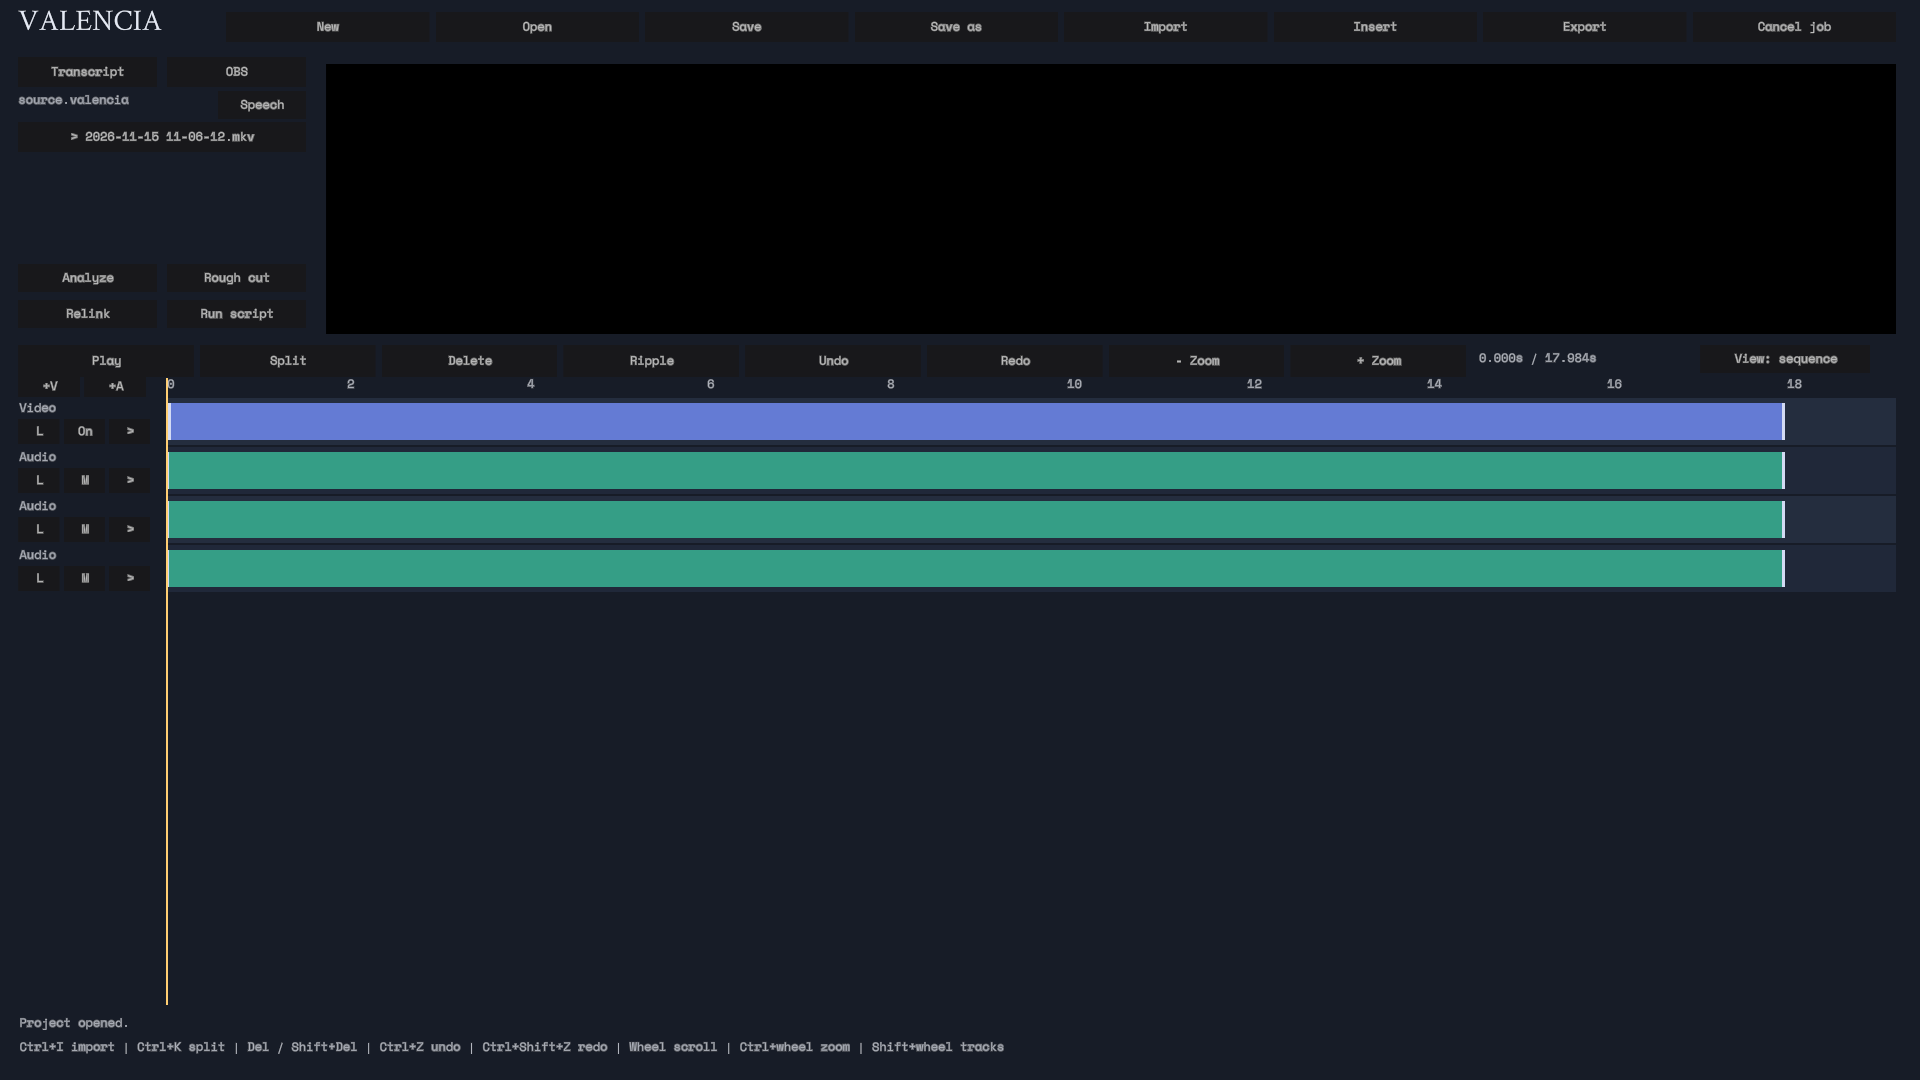 VALENCIA
New Open Save Save as Import Insert Export Cancel job
Transcript OBS
source.valencia Speech
> 2026-11-15 11-06-12.mkv
Analyze Rough cut
Relink Run script
Play Split Delete Ripple Undo Redo - Zoom + Zoom 0.000s / 17.984s View: sequence
+V +A 0 2 4 6 8 10 12 14 16 18
Video
L On >
Audio
L M >
Audio
L M >
Audio
L M >
Project opened.
Ctrl+I import | Ctrl+K split | Del / Shift+Del | Ctrl+Z undo | Ctrl+Shift+Z redo | Wheel scroll | Ctrl+wheel zoom | Shift+wheel tracks